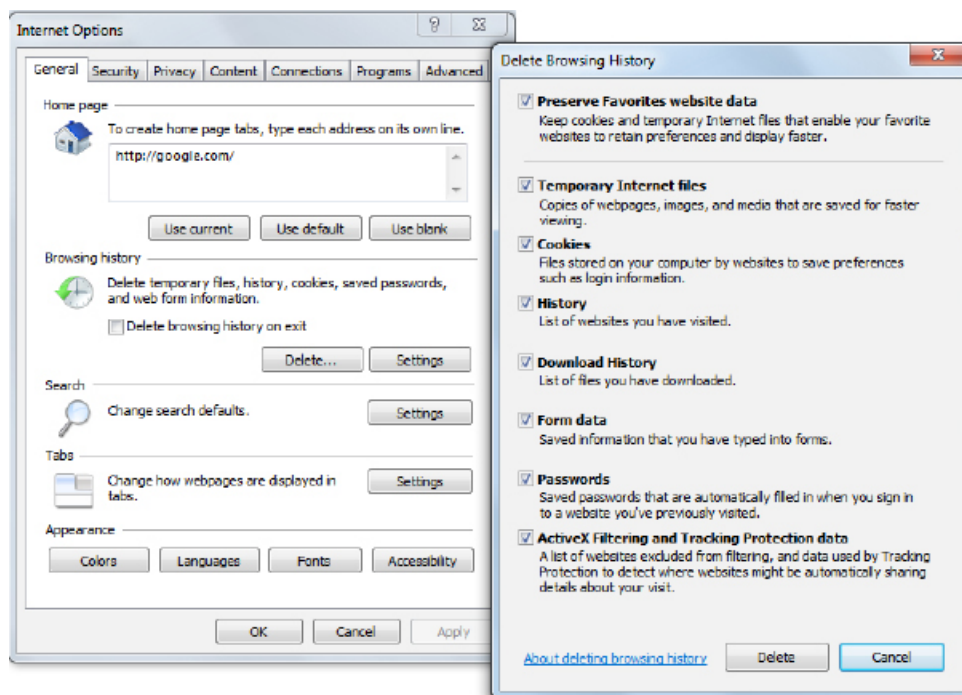 Internet Options
General Security Privacy Content Connections Programs Advanced
Home page
To create home page tabs, type each address on its own line.
http://google.com/
Use current Use default Use blank
Browsing history
Delete temporary files, history, cookies, saved passwords,
and web form information.
Delete browsing history on exit
Delete... Settings
Search
Change search defaults. Settings
Tabs
Change how webpages are displayed in
tabs.
Settings
Appearance
Colors Languages Fonts Accessibility
OK Cancel Apply
Delete Browsing History
Preserve Favorites website data
Keep cookies and temporary Internet files that enable your favorite
websites to retain preferences and display faster.
Temporary Internet files
Copies of webpages, images, and media that are saved for faster
viewing.
Cookies
Files stored on your computer by websites to save preferences
such as login information.
History
List of websites you have visited.
Download History
List of files you have downloaded.
Form data
Saved information that you have typed into forms.
Passwords
Saved passwords that are automatically filled in when you sign in
to a website you've previously visited.
ActiveX Filtering and Tracking Protection data
A list of websites excluded from filtering, and data used by Tracking
Protection to detect where websites might be automatically sharing
details about your visit.
About deleting browsing history Delete Cancel